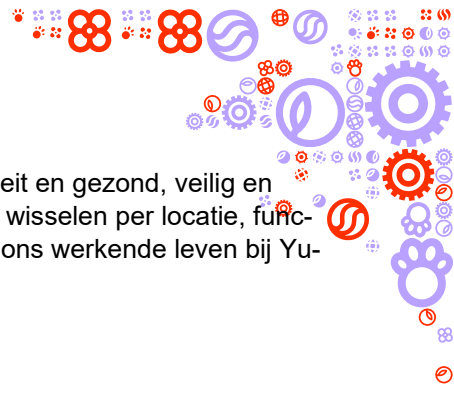 eit en gezond, veilig en
wisselen per locatie, func-
ons werkende leven bij Yu-